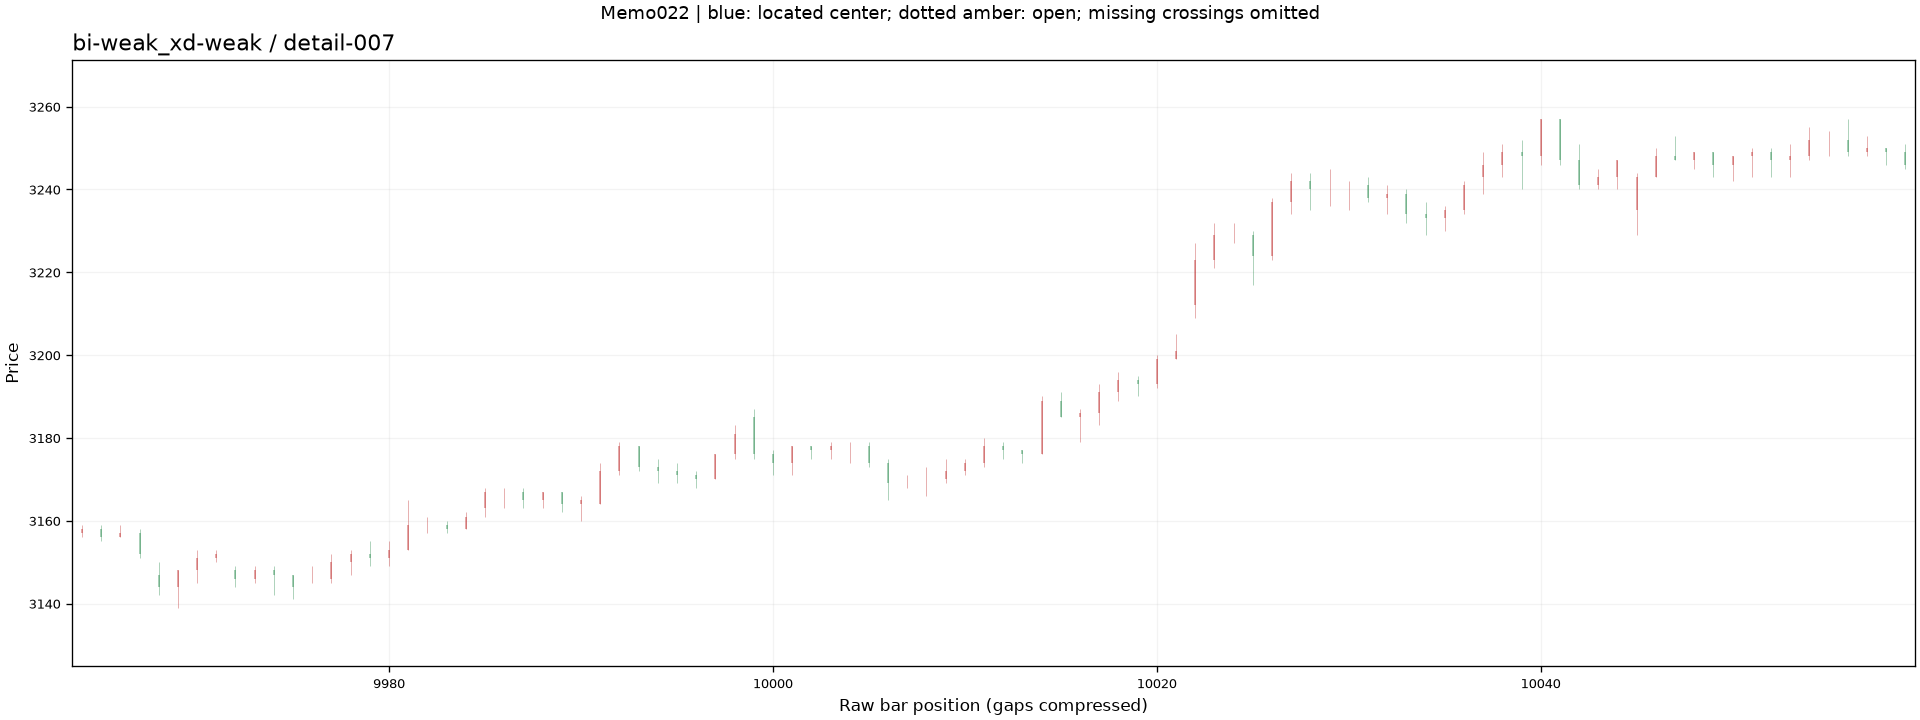 Memo022 | blue: located center; dotted amber: open; missing crossings omitted
bi-weak_xd-weak / detail-007
3260
3240
3220
3200
3180
3160
3140
Price
9980
10000
10020
10040
Raw bar position (gaps compressed)